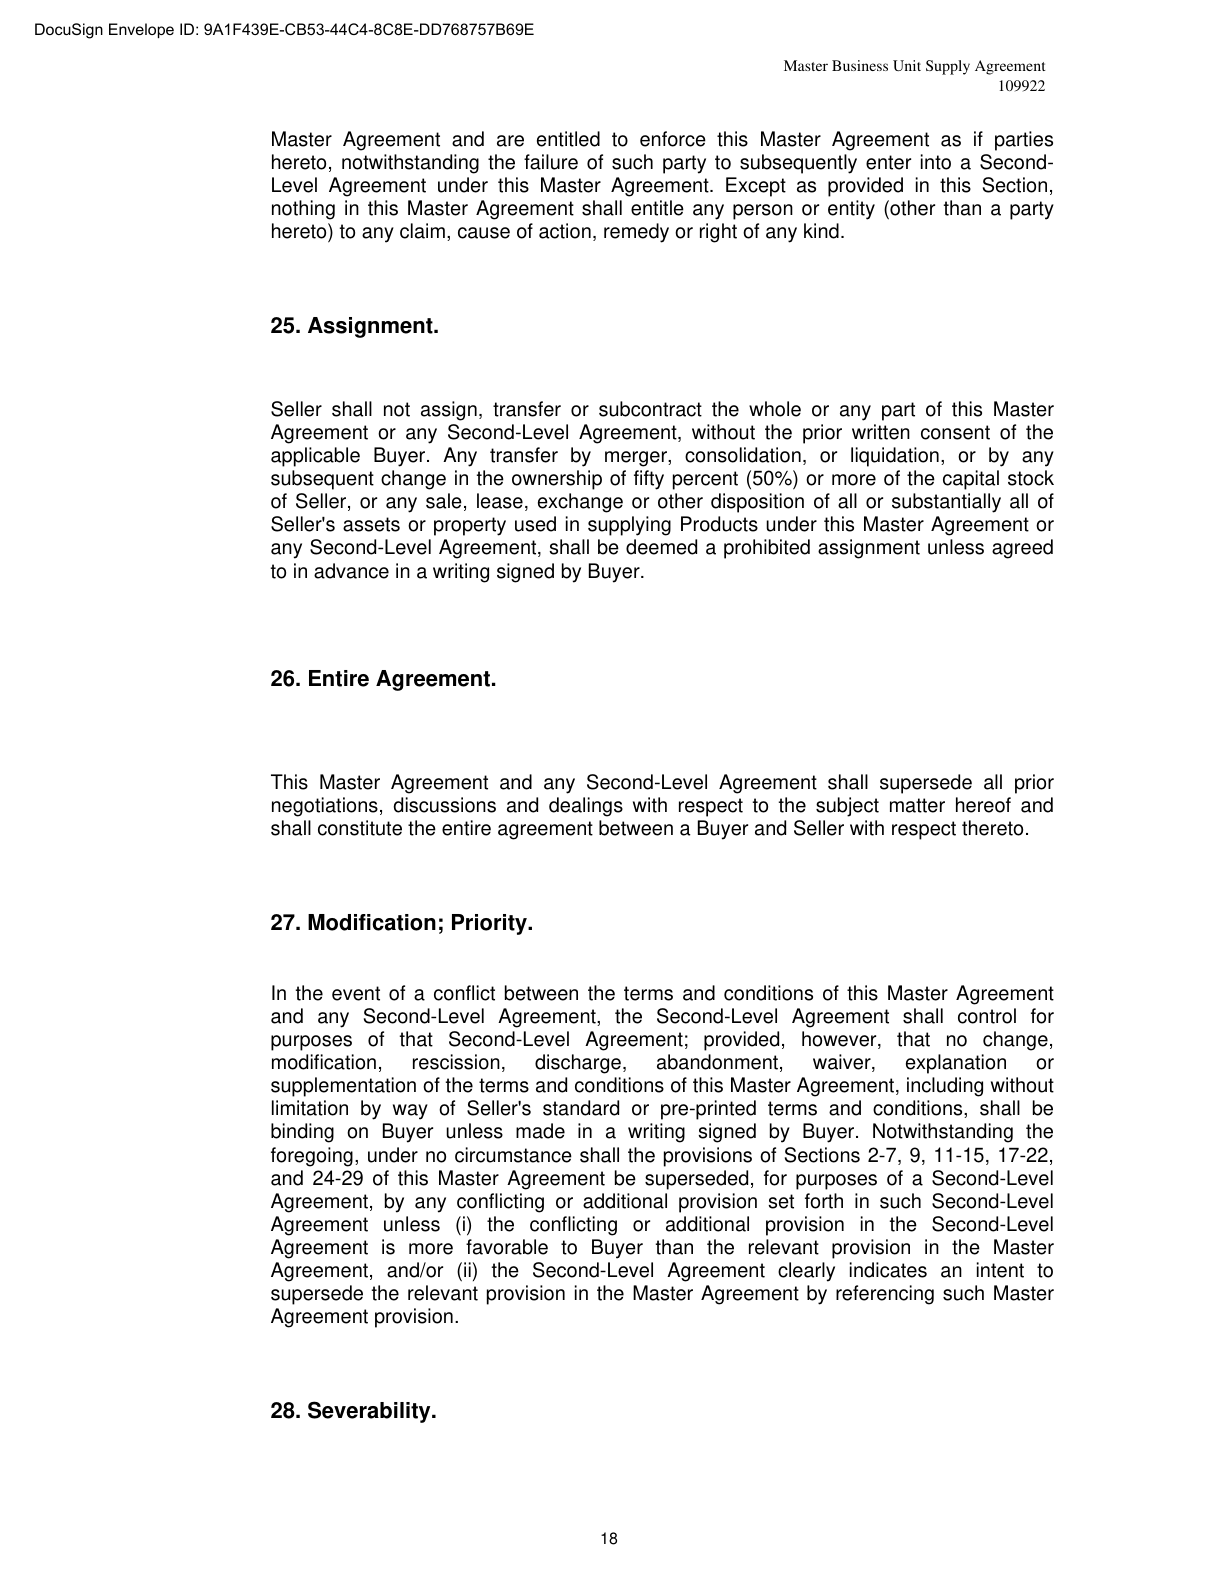 DocuSign Envelope ID: 9A1F439E-CB53-44C4-8C8E-DD768757B69E
Master Business Unit Supply Agreement
109922
Master Agreement and are entitled to enforce this Master Agreement as if parties
hereto, notwithstanding the failure of such party to subsequently enter into a Second-
Level Agreement under this Master Agreement. Except as provided in this Section,
nothing in this Master Agreement shall entitle any person or entity (other than a party
hereto) to any claim, cause of action, remedy or right of any kind.
25. Assignment.
Seller shall not assign, transfer or subcontract the whole or any part of this Master
Agreement or any Second-Level Agreement, without the prior written consent of the
applicable Buyer. Any transfer by merger, consolidation, or liquidation, or by any
subsequent change in the ownership of fifty percent (50%) or more of the capital stock
of Seller, or any sale, lease, exchange or other disposition of all or substantially all of
Seller's assets or property used in supplying Products under this Master Agreement or
any Second-Level Agreement, shall be deemed a prohibited assignment unless agreed
to in advance in a writing signed by Buyer.
26. Entire Agreement.
This Master Agreement and any Second-Level Agreement shall supersede all prior
negotiations, discussions and dealings with respect to the subject matter hereof and
shall constitute the entire agreement between a Buyer and Seller with respect thereto.
27. Modification; Priority.
In the event of a conflict between the terms and conditions of this Master Agreement
and any Second-Level Agreement, the Second-Level Agreement shall control for
purposes of that Second-Level Agreement; provided, however, that no change,
modification, rescission, discharge, abandonment, waiver, explanation or
supplementation of the terms and conditions of this Master Agreement, including without
limitation by way of Seller's standard or pre-printed terms and conditions, shall be
binding on Buyer unless made in a writing signed by Buyer. Notwithstanding the
foregoing, under no circumstance shall the provisions of Sections 2-7, 9, 11-15, 17-22,
and 24-29 of this Master Agreement be superseded, for purposes of a Second-Level
Agreement, by any conflicting or additional provision set forth in such Second-Level
Agreement unless (i) the conflicting or additional provision in the Second-Level
Agreement is more favorable to Buyer than the relevant provision in the Master
Agreement, and/or (ii) the Second-Level Agreement clearly indicates an intent to
supersede the relevant provision in the Master Agreement by referencing such Master
Agreement provision.
28. Severability.
18